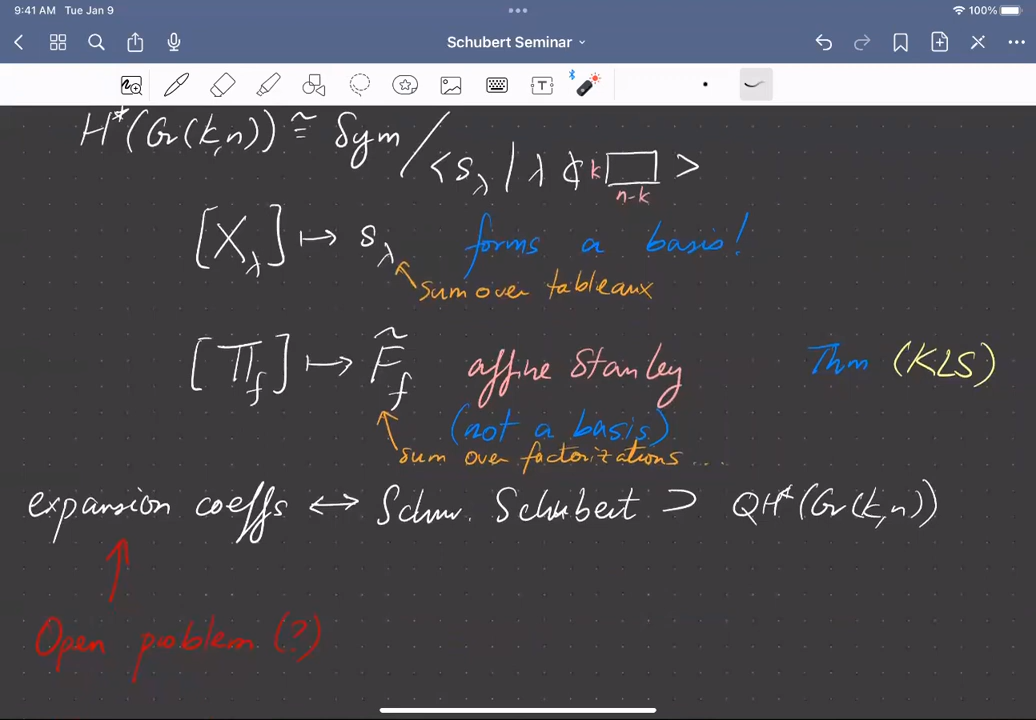 9:41 AM Tue Jan 9
100%
Schubert Seminar
H*(Gr(k,n)) ≅ Sym / <s_λ | λ ⊄ k □ >
n-k
[X_λ] ↦ s_λ forms a basis!
sum over tableaux
[Π_f] ↦ F̃_f affine Stanley Thm (KLS)
(not a basis)
sum over factorizations ...
expansion coeffs ↔ Schur. Schubert ⊃ QH*(Gr(k,n))
Open problem (?)